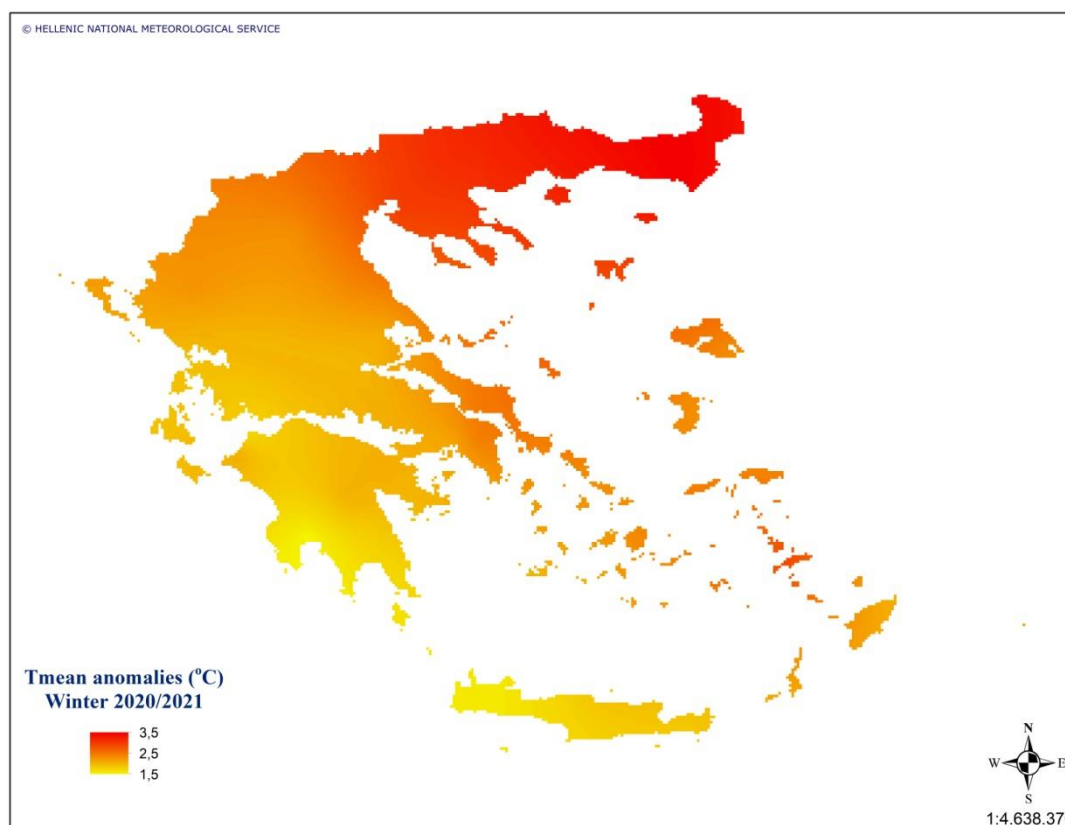 © HELLENIC NATIONAL METEOROLOGICAL SERVICE
Tmean anomalies (°C)
Winter 2020/2021
3,5
2,5
1,5
N
W E
S
1:4.638.37